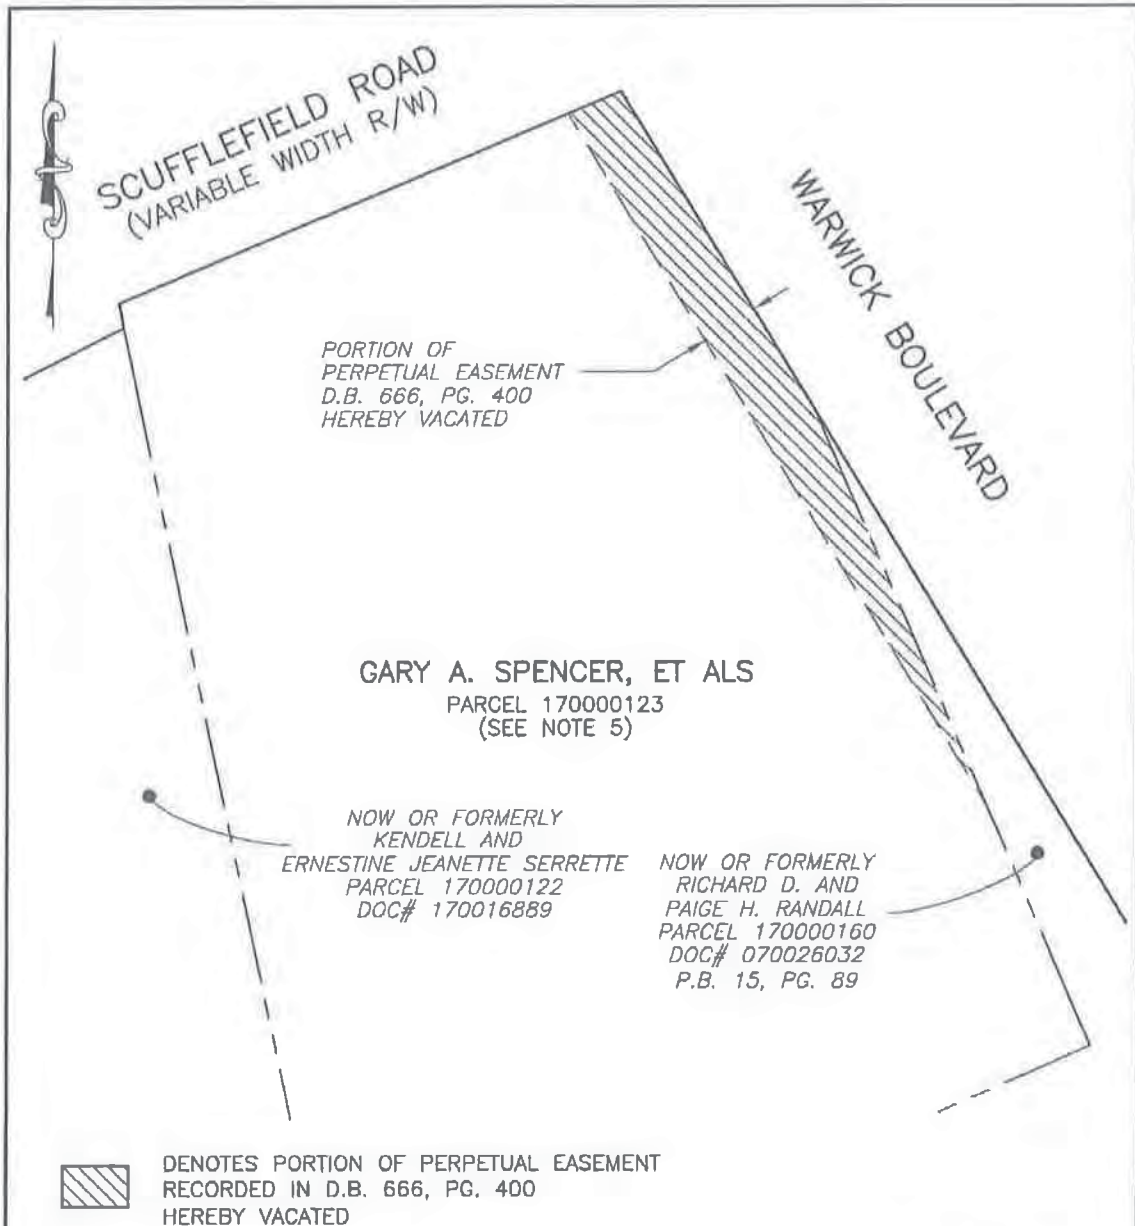 SCUFFLEFIELD ROAD
(VARIABLE WIDTH R/W)
WARWICK BOULEVARD
PORTION OF
PERPETUAL EASEMENT
D.B. 666, PG. 400
HEREBY VACATED
GARY A. SPENCER, ET ALS
PARCEL 170000123
(SEE NOTE 5)
NOW OR FORMERLY
KENDELL AND
ERNESTINE JEANETTE SERRETTE
PARCEL 170000122
DOC# 170016889
NOW OR FORMERLY
RICHARD D. AND
PAIGE H. RANDALL
PARCEL 170000160
DOC# 070026032
P.B. 15, PG. 89
DENOTES PORTION OF PERPETUAL EASEMENT
RECORDED IN D.B. 666, PG. 400
HEREBY VACATED